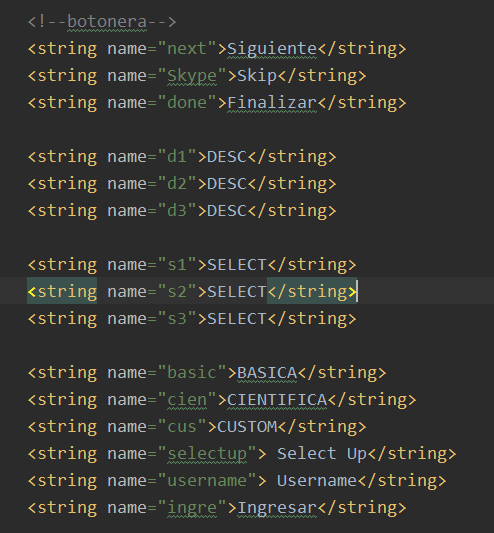 <!--botonera-->
<string name="next">Siguiente</string>
<string name="Skype">Skip</string>
<string name="done">Finalizar</string>
<string name="d1">DESC</string>
<string name="d2">DESC</string>
<string name="d3">DESC</string>
<string name="s1">SELECT</string>
<string name="s2">SELECT</string>
<string name="s3">SELECT</string>
<string name="basic">BASICA</string>
<string name="cien">CIENTIFICA</string>
<string name="cus">CUSTOM</string>
<string name="selectup"> Select Up</string>
<string name="username"> Username</string>
<string name="ingre">Ingresar</string>